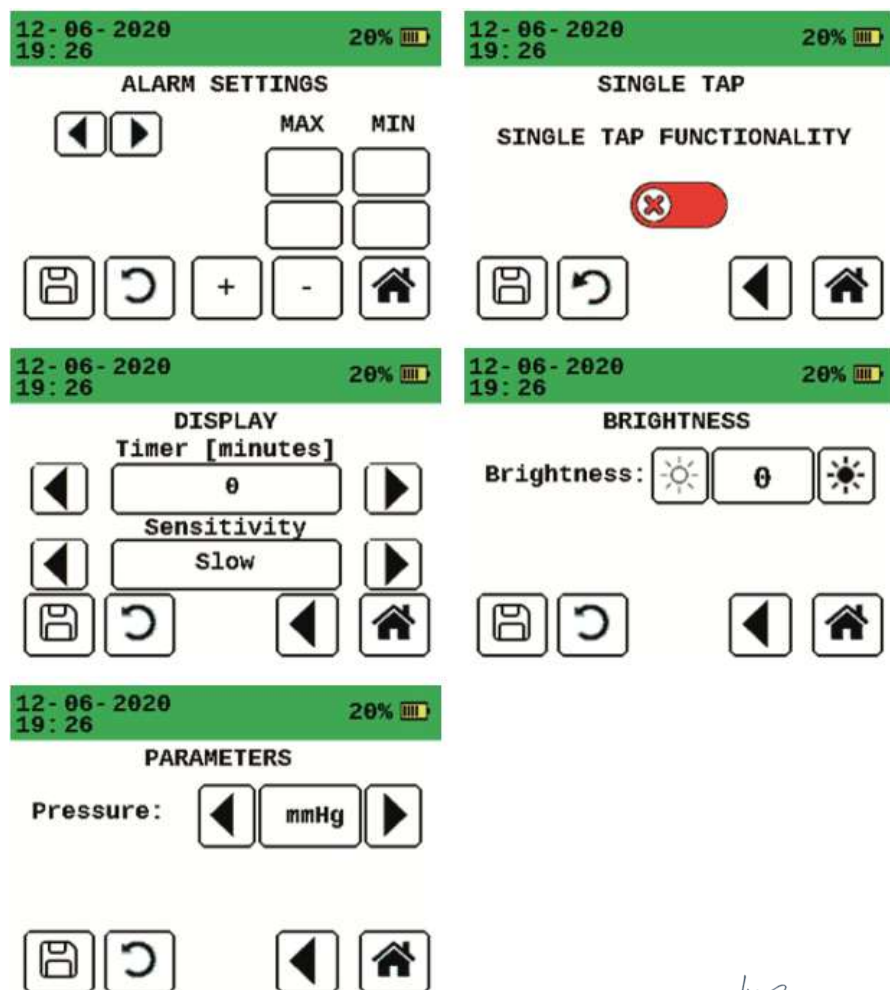 12-06-2020
19:26
20%
ALARM SETTINGS
MAX MIN
+ -
12-06-2020
19:26
20%
SINGLE TAP
SINGLE TAP FUNCTIONALITY
12-06-2020
19:26
20%
DISPLAY
Timer [minutes]
0
Sensitivity
Slow
12-06-2020
19:26
20%
BRIGHTNESS
Brightness: 0
12-06-2020
19:26
20%
PARAMETERS
Pressure: mmHg